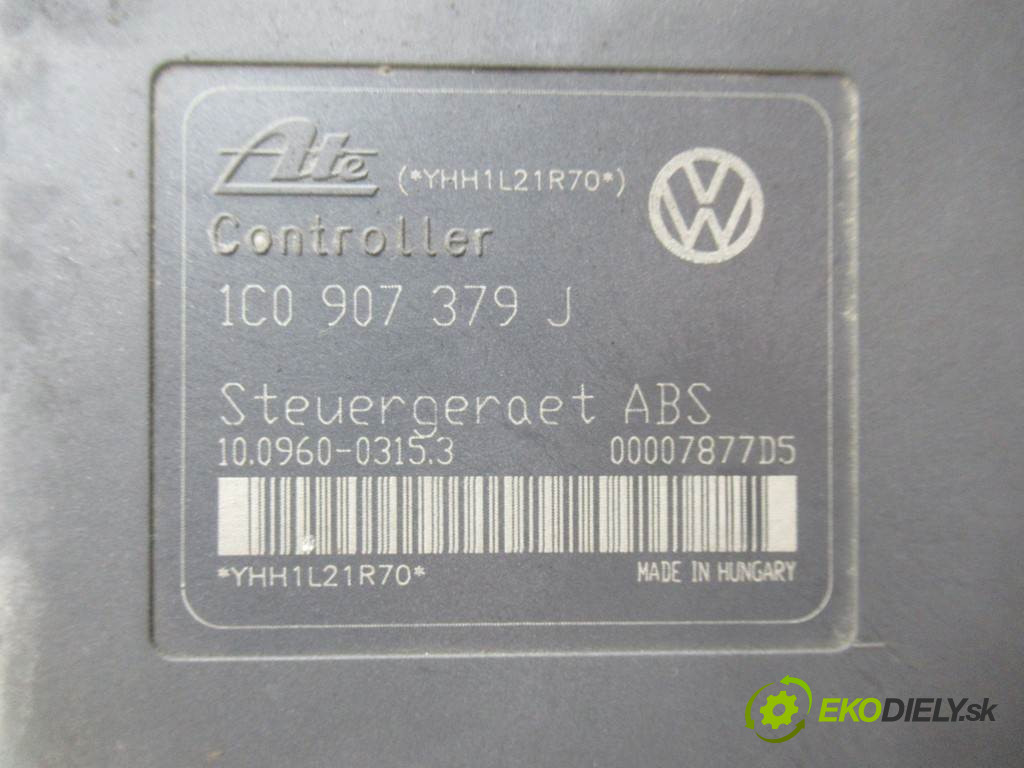 Ate (*YHH1L21R70*)
Controller
1C0 907 379 J
Steuergeraet ABS
10.0960-0315.3 00007877D5
*YHH1L21R70* MADE IN HUNGARY
EKODIELY.sk